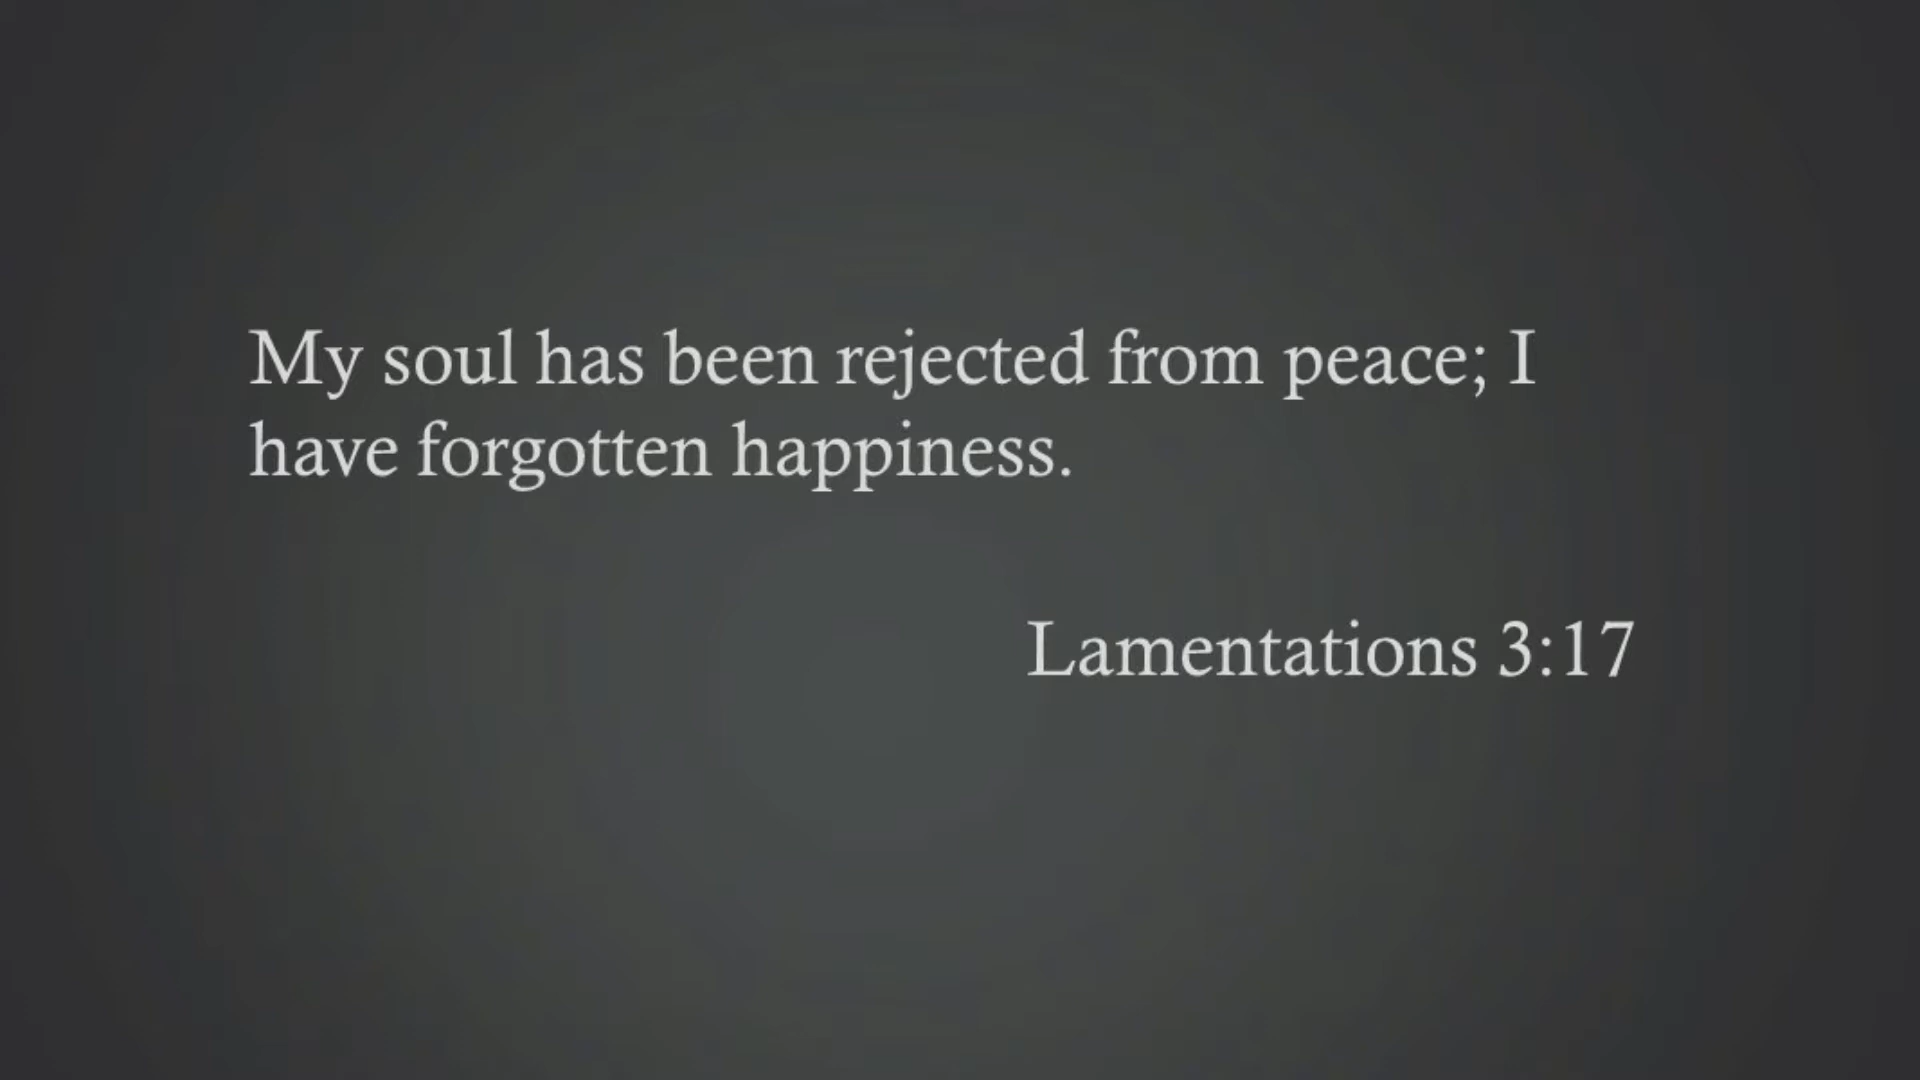 My soul has been rejected from peace; I
have forgotten happiness.
Lamentations 3:17